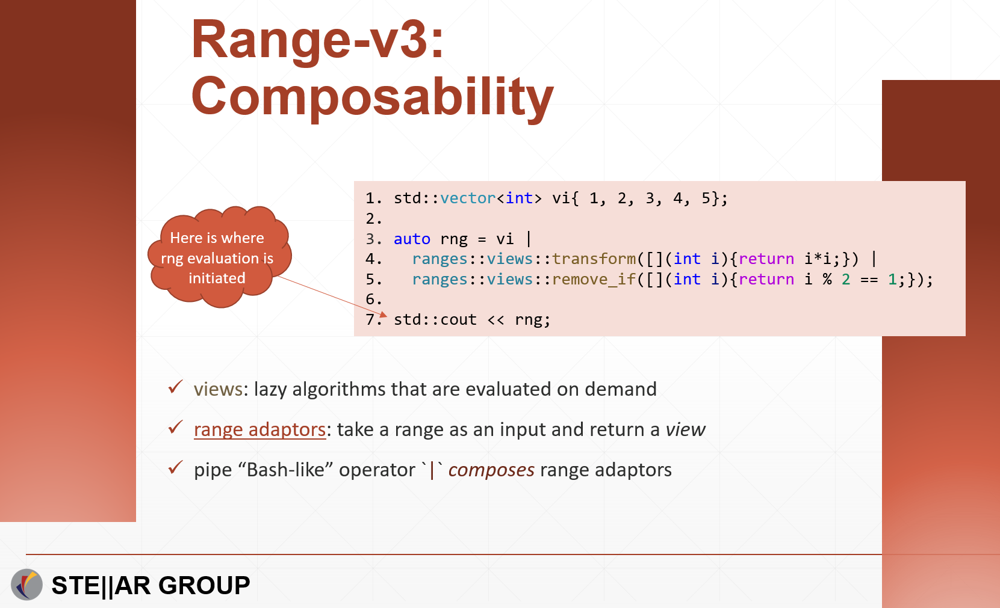 Range-v3:
Composability
Here is where
rng evaluation is
initiated
1. std::vector<int> vi{ 1, 2, 3, 4, 5};
2.
3. auto rng = vi |
4.   ranges::views::transform([](int i){return i*i;}) |
5.   ranges::views::remove_if([](int i){return i % 2 == 1;});
6.
7. std::cout << rng;
✓ views: lazy algorithms that are evaluated on demand
✓ range adaptors: take a range as an input and return a view
✓ pipe “Bash-like” operator `|` composes range adaptors
STE||AR GROUP